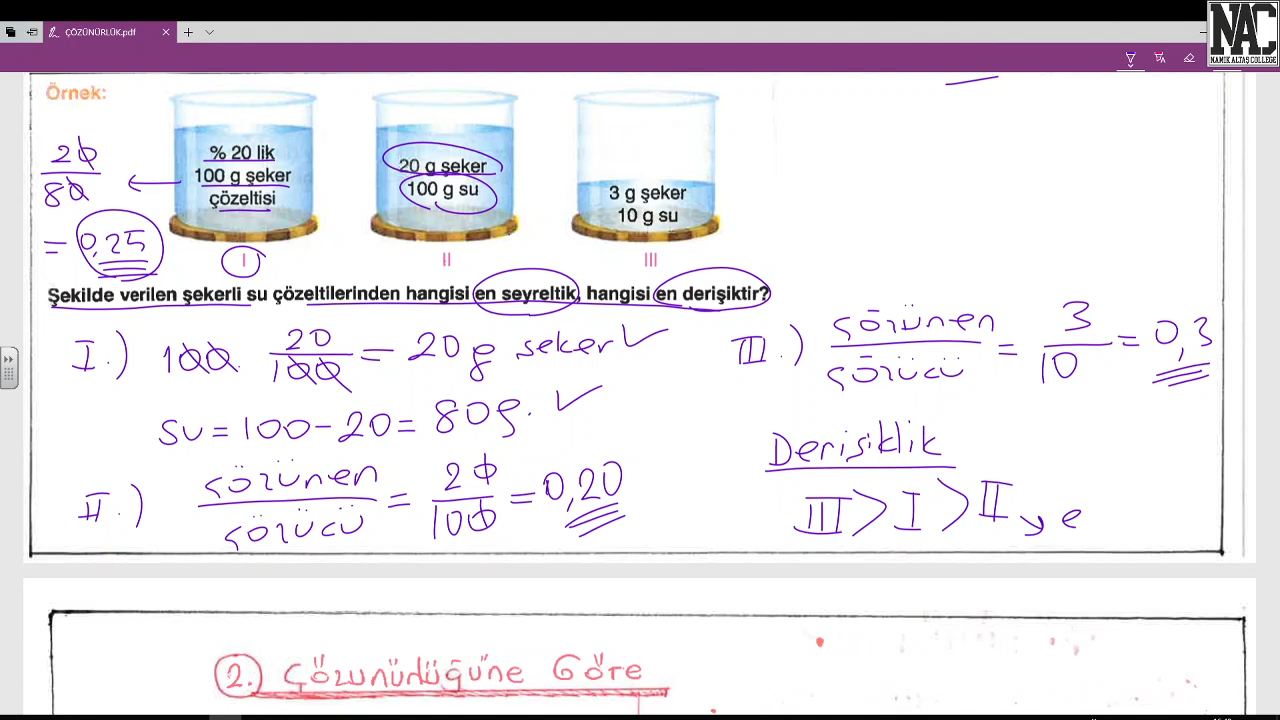 ÇÖZÜNÜRLÜK.pdf
NAC
NAMIK ALTAŞ COLLEGE
Örnek:
20
80
= 0,25
% 20 lik
100 g şeker
çözeltisi
20 g şeker
100 g su
3 g şeker
10 g su
I
II
III
Şekilde verilen şekerli su çözeltilerinden hangisi en seyreltik, hangisi en derişiktir?
I.) 100. 20/100 = 20 g şeker ✓
su = 100 - 20 = 80 g. ✓
II.) çözünen/çözücü = 20/100 = 0,20
III.) çözünen/çözücü = 3/10 = 0,3
Derişiklik
III > I > II → e
2. Çözünürlüğüne Göre